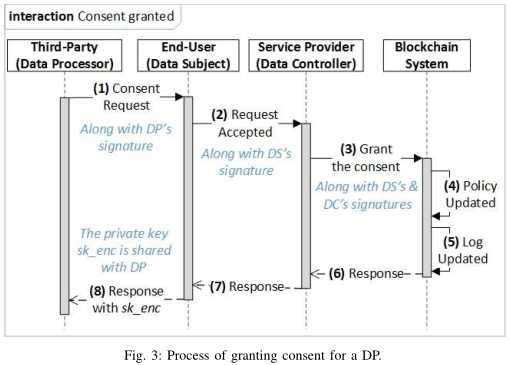 interaction Consent granted
Third-Party
(Data Processor)
End-User
(Data Subject)
Service Provider
(Data Controller)
Blockchain
System
(1) Consent
Request
Along with DP's
signature
(2) Request
Accepted
Along with DS's
signature
(3) Grant
the consent
Along with DS's &
DC's signatures
(4) Policy
Updated
(5) Log
Updated
(6) Response
(7) Response
The private key
sk_enc is shared
with DP
(8) Response
with sk_enc
Fig. 3: Process of granting consent for a DP.